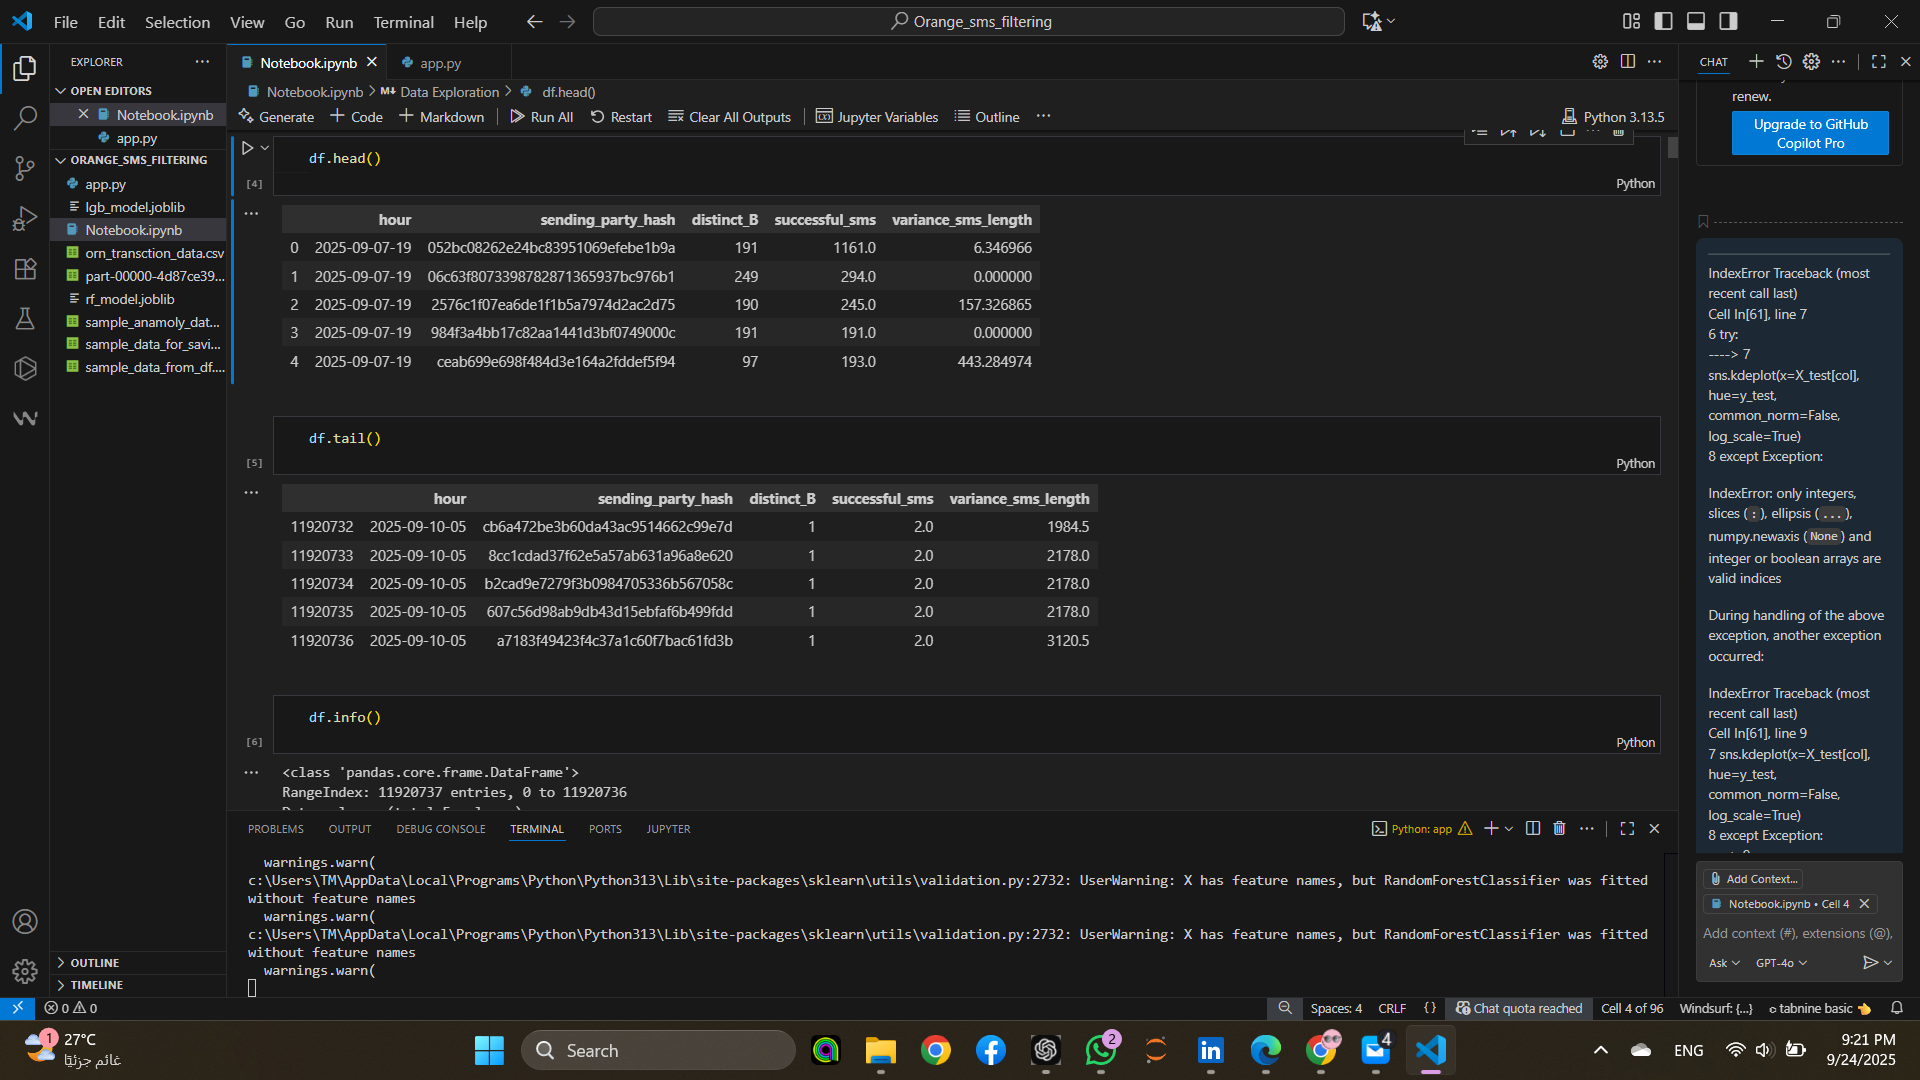 File Edit Selection View Go Run Terminal Help
Orange_sms_filtering
EXPLORER
OPEN EDITORS
Notebook.ipynb
app.py
ORANGE_SMS_FILTERING
app.py
lgb_model.joblib
Notebook.ipynb
orn_transction_data.csv
part-00000-4d87ce39...
rf_model.joblib
sample_anamoly_dat...
sample_data_for_savi...
sample_data_from_df....
OUTLINE
TIMELINE
Notebook.ipynb app.py
Notebook.ipynb > M↓ Data Exploration > df.head()
Generate + Code + Markdown Run All Restart Clear All Outputs Jupyter Variables Outline ...
Python 3.13.5
df.head()
[4]
Python
hour sending_party_hash distinct_B successful_sms variance_sms_length
0 2025-09-07-19 052bc08262e24bc83951069efebe1b9a 191 1161.0 6.346966
1 2025-09-07-19 06c63f8073398782871365937bc976b1 249 294.0 0.000000
2 2025-09-07-19 2576c1f07ea6de1f1b5a7974d2ac2d75 190 245.0 157.326865
3 2025-09-07-19 984f3a4bb17c82aa1441d3bf0749000c 191 191.0 0.000000
4 2025-09-07-19 ceab699e698f484d3e164a2fddef5f94 97 193.0 443.284974
df.tail()
[5]
Python
hour sending_party_hash distinct_B successful_sms variance_sms_length
11920732 2025-09-10-05 cb6a472be3b60da43ac9514662c99e7d 1 2.0 1984.5
11920733 2025-09-10-05 8cc1cdad37f62e5a57ab631a96a8e620 1 2.0 2178.0
11920734 2025-09-10-05 b2cad9e7279f3b0984705336b567058c 1 2.0 2178.0
11920735 2025-09-10-05 607c56d98ab9db43d15ebfaf6b499fdd 1 2.0 2178.0
11920736 2025-09-10-05 a7183f49423f4c37a1c60f7bac61fd3b 1 2.0 3120.5
df.info()
[6]
Python
<class 'pandas.core.frame.DataFrame'>
RangeIndex: 11920737 entries, 0 to 11920736
PROBLEMS OUTPUT DEBUG CONSOLE TERMINAL PORTS JUPYTER
Python: app
warnings.warn(
c:\Users\TM\AppData\Local\Programs\Python\Python313\Lib\site-packages\sklearn\utils\validation.py:2732: UserWarning: X has feature names, but RandomForestClassifier was fitted
without feature names
warnings.warn(
c:\Users\TM\AppData\Local\Programs\Python\Python313\Lib\site-packages\sklearn\utils\validation.py:2732: UserWarning: X has feature names, but RandomForestClassifier was fitted
without feature names
warnings.warn(
CHAT
renew.
Upgrade to GitHub
Copilot Pro
IndexError Traceback (most
recent call last)
Cell In[61], line 7
6 try:
----> 7
sns.kdeplot(x=X_test[col],
hue=y_test,
common_norm=False,
log_scale=True)
8 except Exception:
IndexError: only integers,
slices (:), ellipsis (...),
numpy.newaxis (None) and
integer or boolean arrays are
valid indices
During handling of the above
exception, another exception
occurred:
IndexError Traceback (most
recent call last)
Cell In[61], line 9
7 sns.kdeplot(x=X_test[col],
hue=y_test,
common_norm=False,
log_scale=True)
8 except Exception:
Add Context...
Notebook.ipynb • Cell 4
Add context (#), extensions (@),
Ask GPT-4o
0 0
Spaces: 4 CRLF {} Chat quota reached Cell 4 of 96 Windsurf: {...} tabnine basic
1 27°C
غائم جزئيًا
Search
2
4
ENG
9:21 PM
9/24/2025